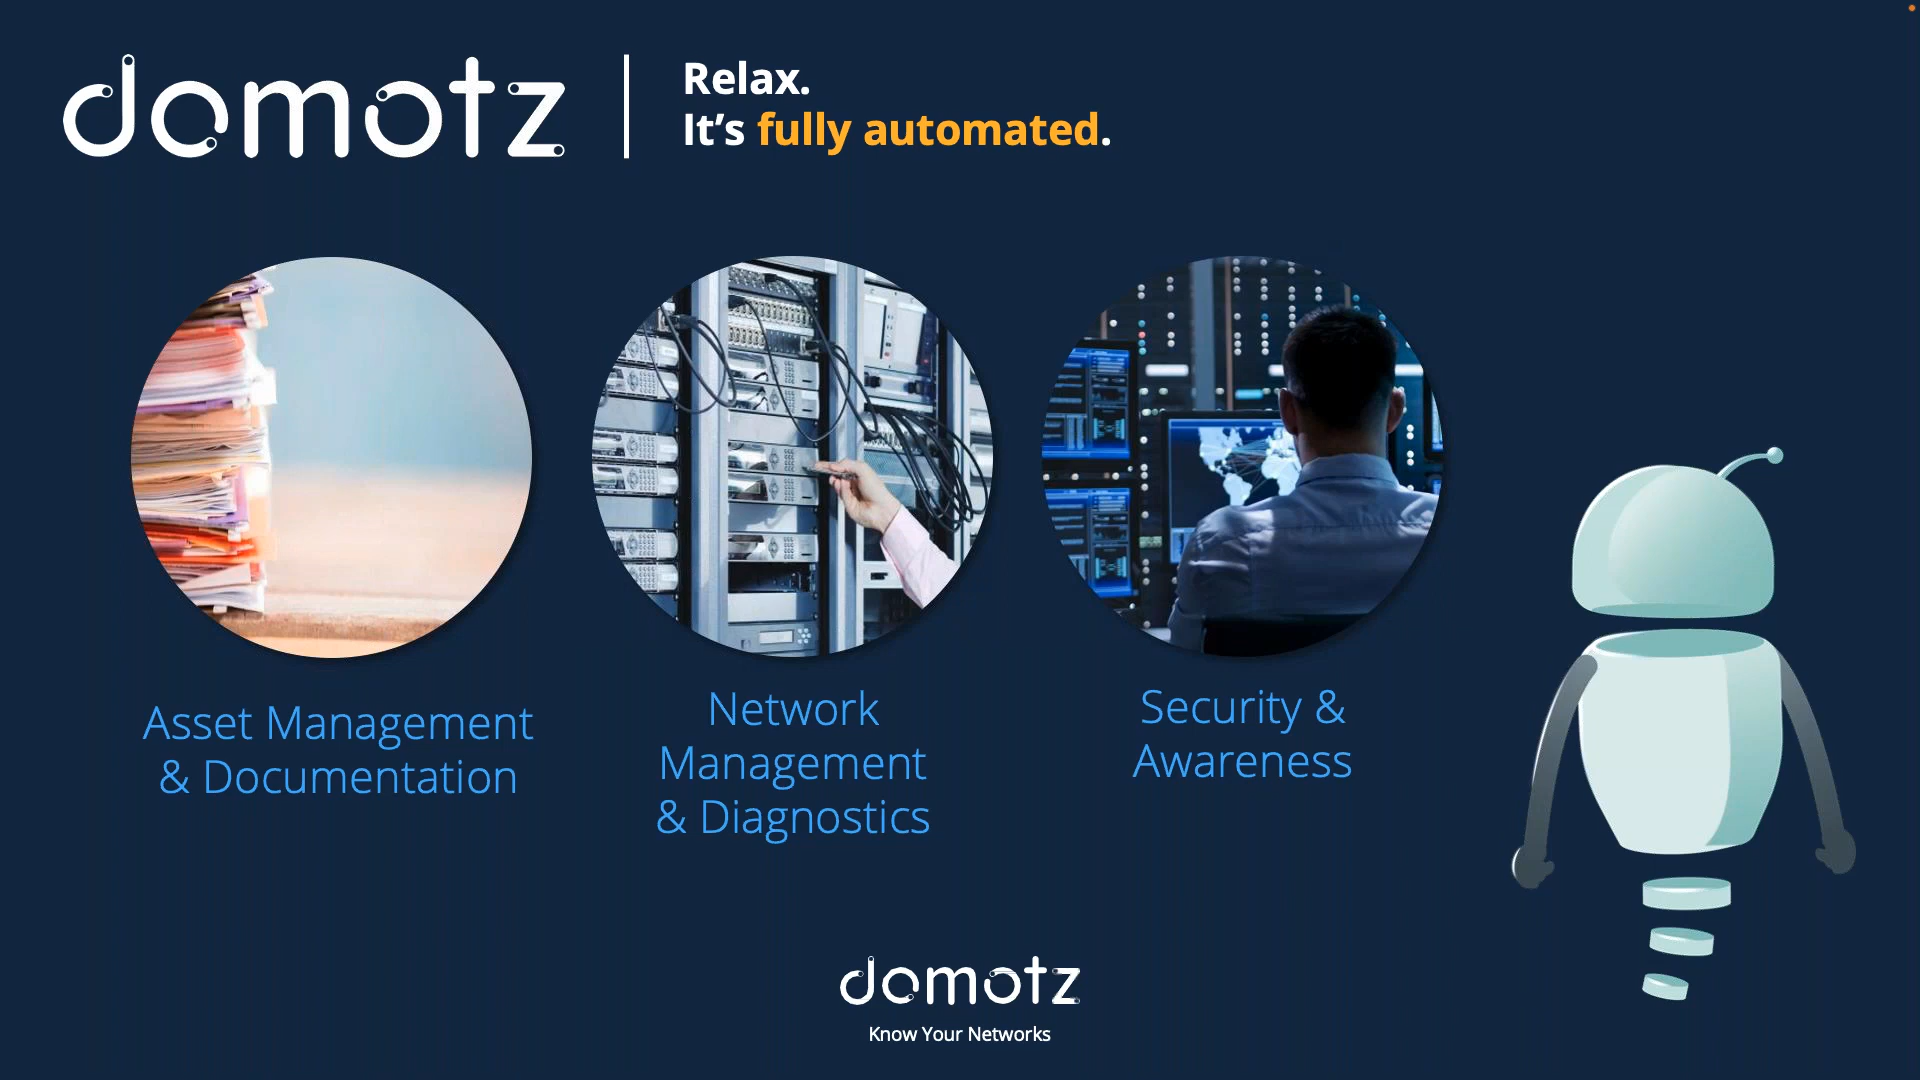 domotz
Relax.
It’s fully automated.
Asset Management
& Documentation
Network
Management
& Diagnostics
Security &
Awareness
domotz
Know Your Networks